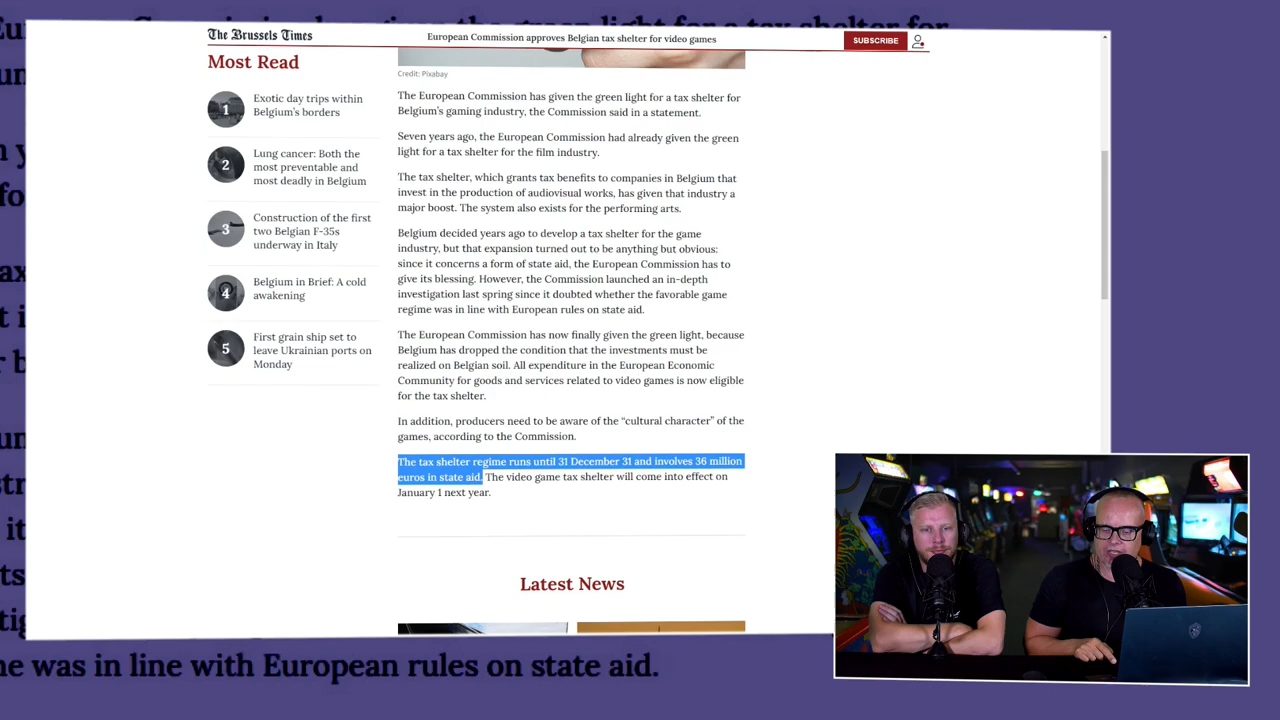 The Brussels Times
European Commission approves Belgian tax shelter for video games
SUBSCRIBE
Most Read
1
Exotic day trips within
Belgium's borders
2
Lung cancer: Both the
most preventable and
most deadly in Belgium
3
Construction of the first
two Belgian F-35s
underway in Italy
4
Belgium in Brief: A cold
awakening
5
First grain ship set to
leave Ukrainian ports on
Monday
Credit: Pixabay
The European Commission has given the green light for a tax shelter for
Belgium's gaming industry, the Commission said in a statement.
Seven years ago, the European Commission had already given the green
light for a tax shelter for the film industry.
The tax shelter, which grants tax benefits to companies in Belgium that
invest in the production of audiovisual works, has given that industry a
major boost. The system also exists for the performing arts.
Belgium decided years ago to develop a tax shelter for the game
industry, but that expansion turned out to be anything but obvious:
since it concerns a form of state aid, the European Commission has to
give its blessing. However, the Commission launched an in-depth
investigation last spring since it doubted whether the favorable game
regime was in line with European rules on state aid.
The European Commission has now finally given the green light, because
Belgium has dropped the condition that the investments must be
realized on Belgian soil. All expenditure in the European Economic
Community for goods and services related to video games is now eligible
for the tax shelter.
In addition, producers need to be aware of the “cultural character” of the
games, according to the Commission.
The tax shelter regime runs until 31 December 31 and involves 36 million
euros in state aid. The video game tax shelter will come into effect on
January 1 next year.
Latest News
was in line with European rules on state aid.